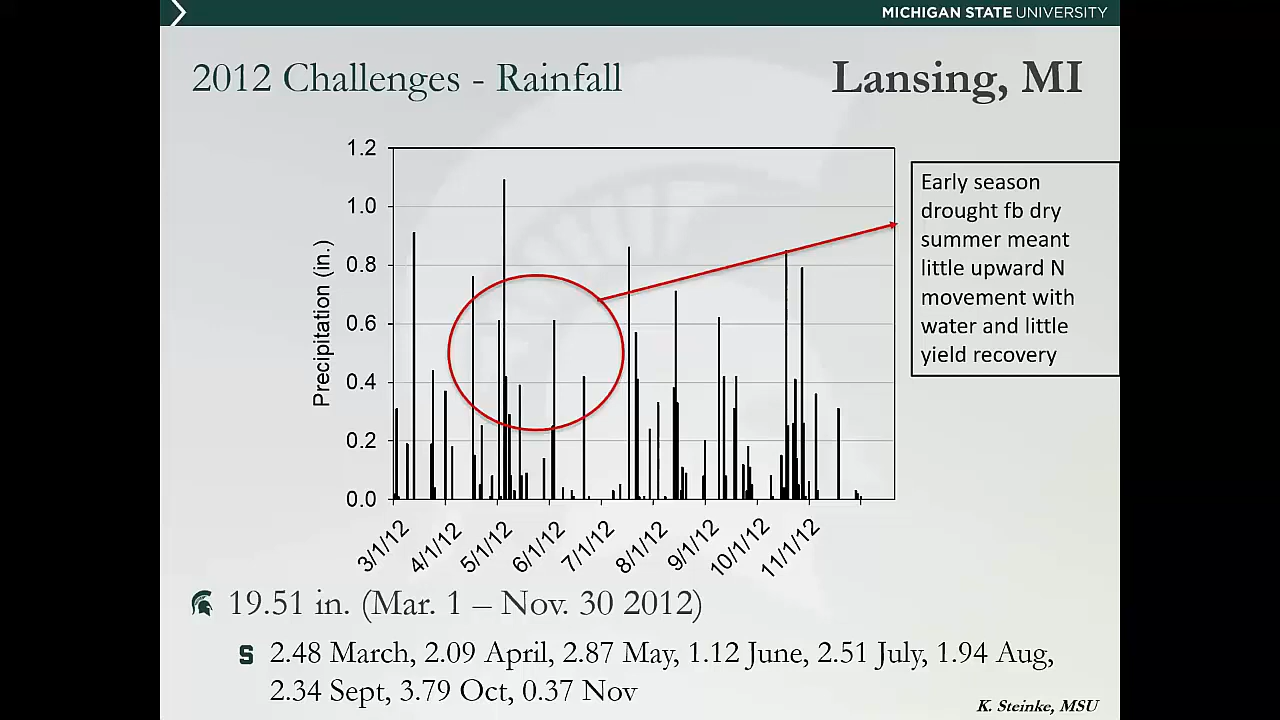 MICHIGAN STATE UNIVERSITY
2012 Challenges - Rainfall
Lansing, MI
1.2
1.0
0.8
0.6
0.4
0.2
0.0
Precipitation (in.)
3/1/12
4/1/12
5/1/12
6/1/12
7/1/12
8/1/12
9/1/12
10/1/12
11/1/12
Early season
drought fb dry
summer meant
little upward N
movement with
water and little
yield recovery
19.51 in. (Mar. 1 – Nov. 30 2012)
S
2.48 March, 2.09 April, 2.87 May, 1.12 June, 2.51 July, 1.94 Aug,
2.34 Sept, 3.79 Oct, 0.37 Nov
K. Steinke, MSU